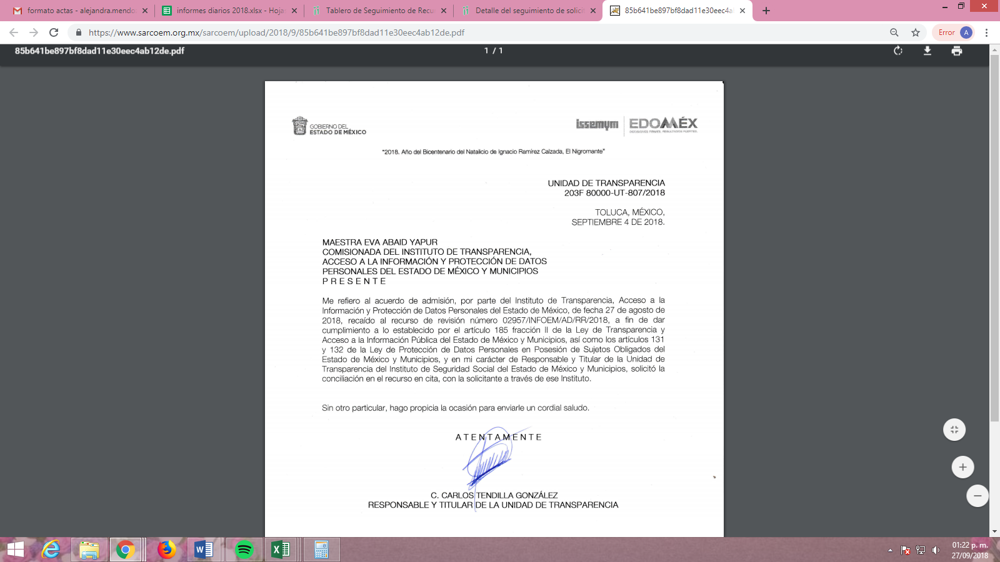 formato actas - alejandra.mendo
informes diarios 2018.xlsx - Hoja
Tablero de Seguimiento de Recu
Detalle del seguimiento de solicit
85b641be897bf8dad11e30eec4a
https://www.sarcoem.org.mx/sarcoem/upload/2018/9/85b641be897bf8dad11e30eec4ab12de.pdf
Error
A
85b641be897bf8dad11e30eec4ab12de.pdf
1 / 1
GOBIERNO DEL
ESTADO DE MÉXICO
issemym
EDOMÉX
DECISIONES FIRMES, RESULTADOS FUERTES.
"2018. Año del Bicentenario del Natalicio de Ignacio Ramírez Calzada, El Nigromante"
UNIDAD DE TRANSPARENCIA
203F 80000-UT-807/2018
TOLUCA, MÉXICO,
SEPTIEMBRE 4 DE 2018.
MAESTRA EVA ABAID YAPUR
COMISIONADA DEL INSTITUTO DE TRANSPARENCIA,
ACCESO A LA INFORMACIÓN Y PROTECCIÓN DE DATOS
PERSONALES DEL ESTADO DE MÉXICO Y MUNICIPIOS
P R E S E N T E
Me refiero al acuerdo de admisión, por parte del Instituto de Transparencia, Acceso a la
Información y Protección de Datos Personales del Estado de México, de fecha 27 de agosto de
2018, recaído al recurso de revisión número 02957/INFOEM/AD/RR/2018, a fin de dar
cumplimiento a lo establecido por el artículo 185 fracción II de la Ley de Transparencia y
Acceso a la Información Pública del Estado de México y Municipios, así como los artículos 131
y 132 de la Ley de Protección de Datos Personales en Posesión de Sujetos Obligados del
Estado de México y Municipios, y en mi carácter de Responsable y Titular de la Unidad de
Transparencia del Instituto de Seguridad Social del Estado de México y Municipios, solicitó la
conciliación en el recurso en cita, con la solicitante a través de ese Instituto.
Sin otro particular, hago propicia la ocasión para enviarle un cordial saludo.
A T E N T A M E N T E
C. CARLOS TENDILLA GONZÁLEZ
RESPONSABLE Y TITULAR DE LA UNIDAD DE TRANSPARENCIA
01:22 p. m.
27/09/2018